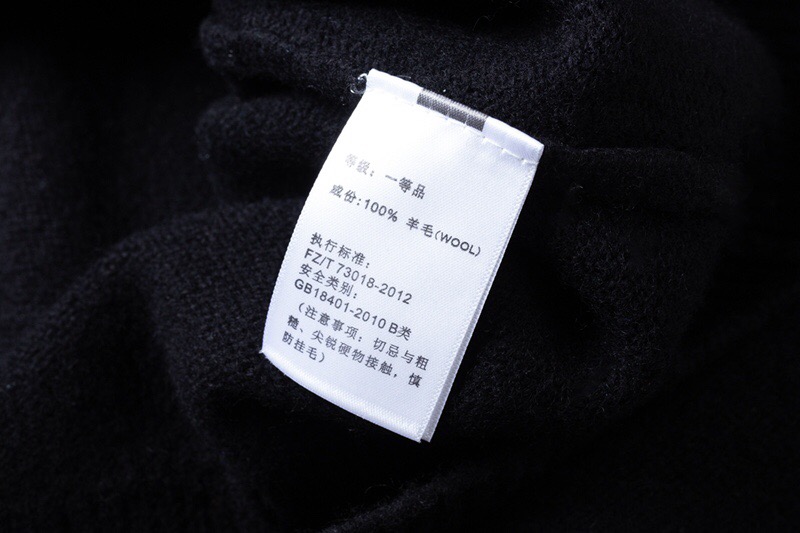 等级：一等品
成份:100% 羊毛(WOOL)
执行标准：
FZ/T 73018-2012
安全类别：
GB18401-2010 B类
（注意事项：切忌与粗
糙、尖锐硬物接触，慎
防挂毛）